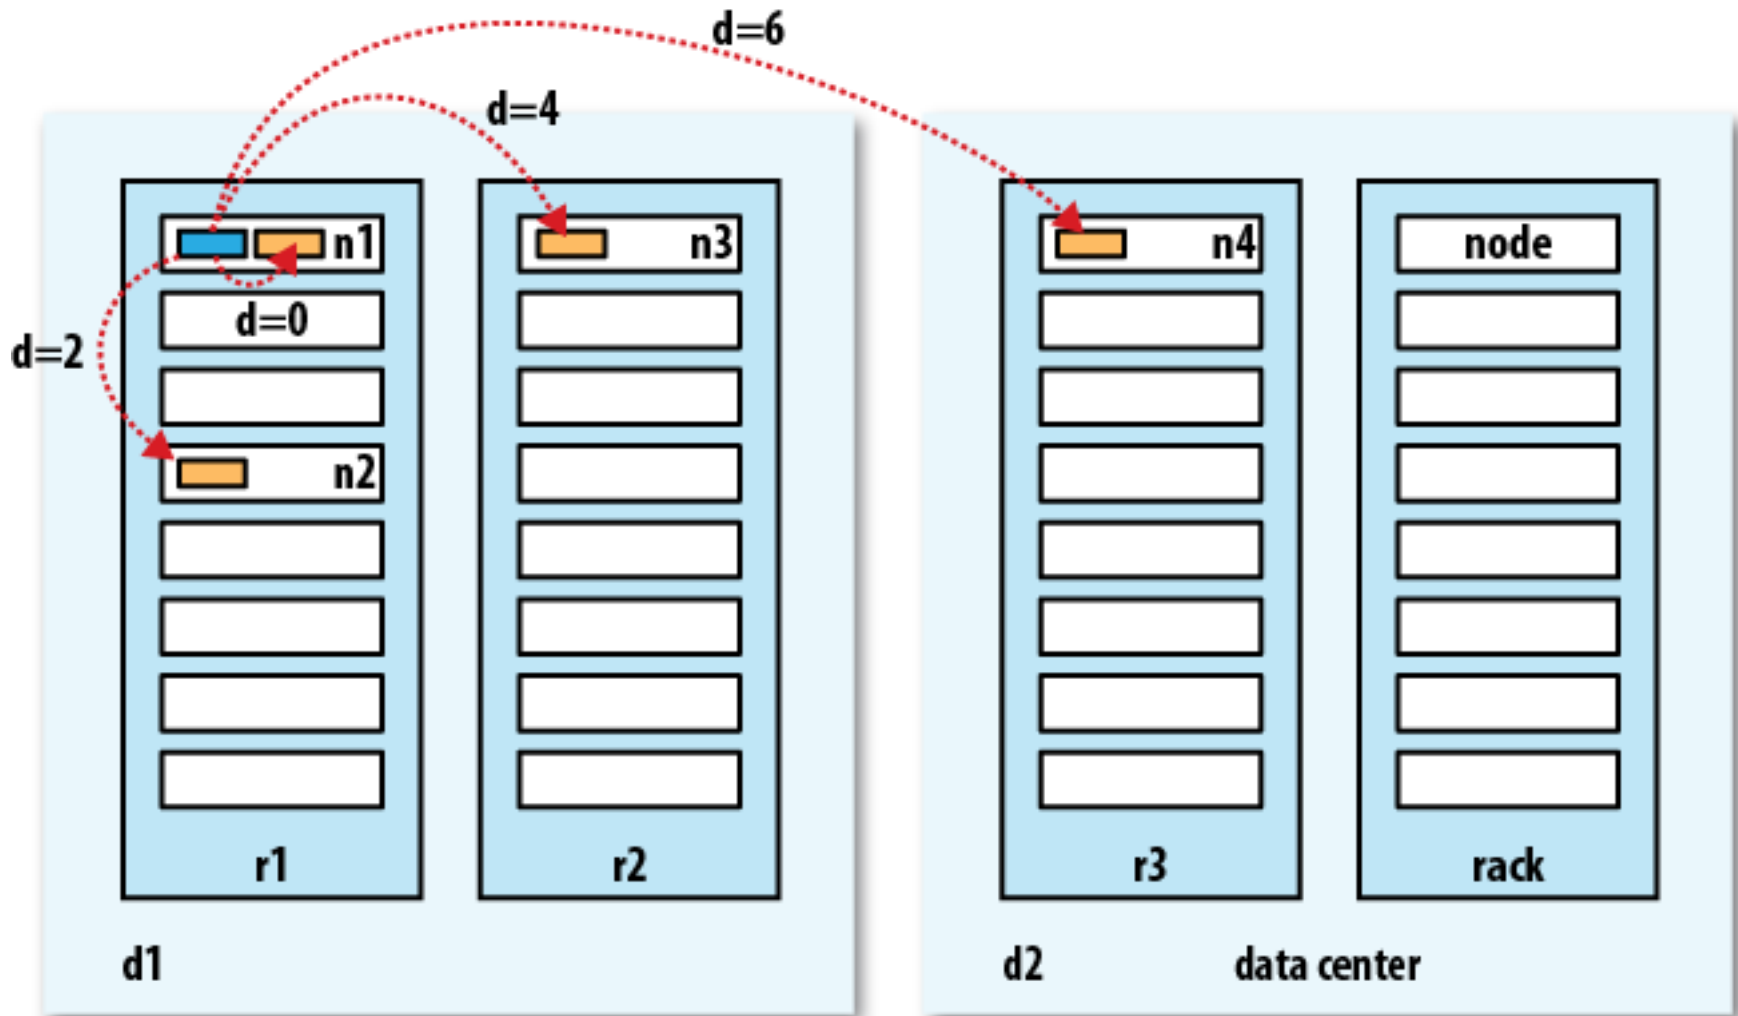 d=6
d=4
n1 n3 n4 node
d=0
d=2
n2
r1 r2 r3 rack
d1 d2 data center